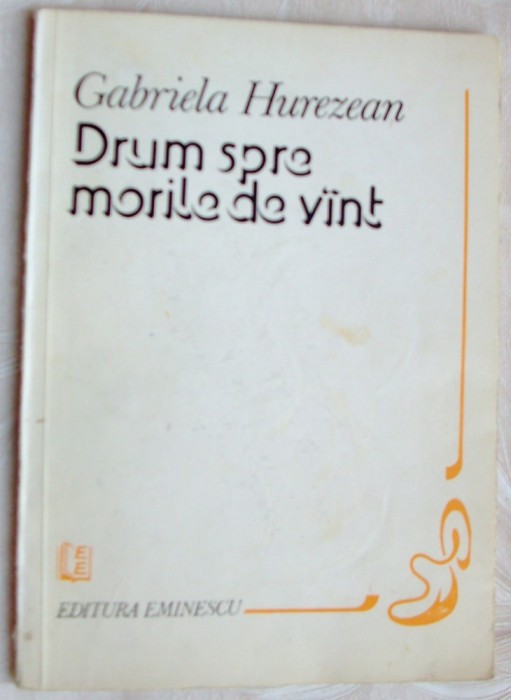 Gabriela Hurezean
Drum spre
morile de vînt
EDITURA EMINESCU